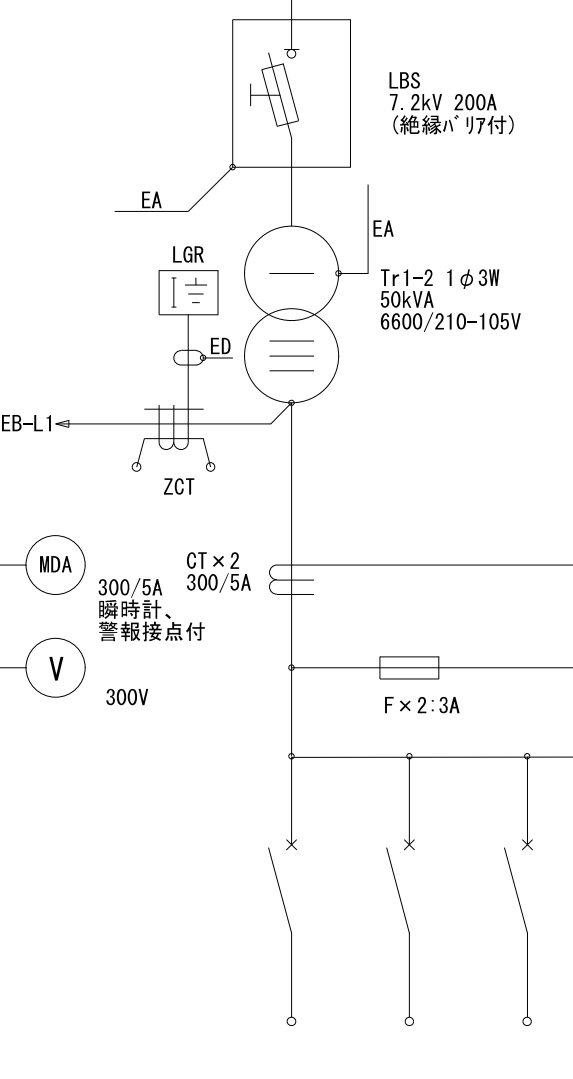 LBS
7.2kV 200A
(絶縁バリア付)
EA
EA
LGR
Tr1-2 1φ3W
50kVA
6600/210-105V
ED
EB-L1
ZCT
MDA
300/5A
瞬時計、
警報接点付
CT×2
300/5A
V
300V
F×2:3A